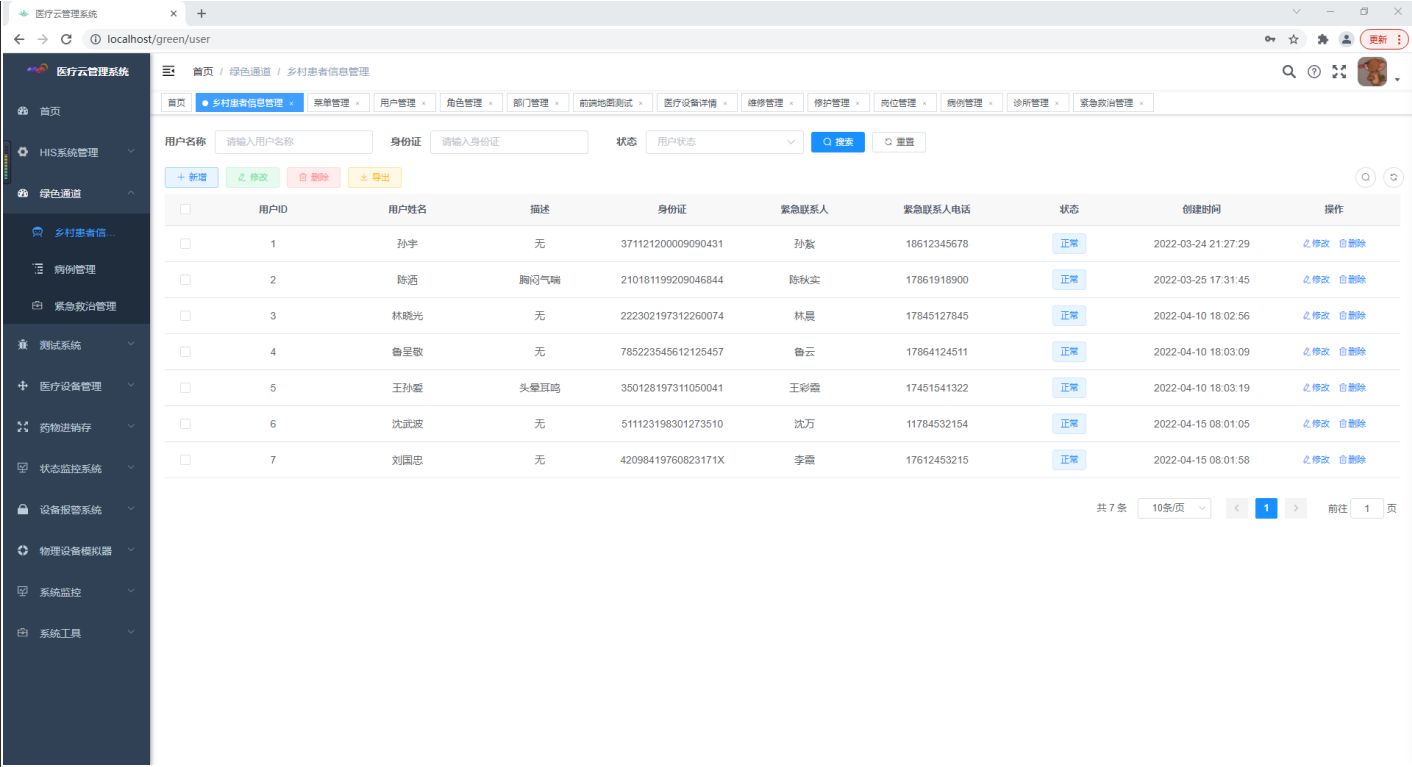 医疗云管理系统
localhost/green/user
更新
医疗云管理系统
首页 / 绿色通道 / 乡村患者信息管理
首页 乡村患者信息管理 菜单管理 用户管理 角色管理 部门管理 前端地图测试 医疗设备详情 维修管理 修护管理 岗位管理 病例管理 诊所管理 紧急救治管理
首页
HIS系统管理
绿色通道
乡村患者信...
病例管理
紧急救治管理
测试系统
医疗设备管理
药物进销存
状态监控系统
设备报警系统
物理设备模拟器
系统监控
系统工具
用户名称 请输入用户名称 身份证 请输入身份证 状态 用户状态 搜索 重置
+ 新增 修改 删除 导出
用户ID 用户姓名 描述 身份证 紧急联系人 紧急联系人电话 状态 创建时间 操作
1 孙宇 无 371121200009090431 孙絮 18612345678 正常 2022-03-24 21:27:29 修改 删除
2 陈洒 胸闷气喘 210181199209046844 陈秋实 17861918900 正常 2022-03-25 17:31:45 修改 删除
3 林晓光 无 222302197312260074 林晨 17845127845 正常 2022-04-10 18:02:56 修改 删除
4 鲁呈敬 无 785223545612125457 鲁云 17864124511 正常 2022-04-10 18:03:09 修改 删除
5 王孙爱 头晕耳鸣 350128197311050041 王彩霞 17451541322 正常 2022-04-10 18:03:19 修改 删除
6 沈武波 无 511123198301273510 沈万 11784532154 正常 2022-04-15 08:01:05 修改 删除
7 刘国忠 无 42098419760823171X 李霞 17612453215 正常 2022-04-15 08:01:58 修改 删除
共 7 条 10条/页 1 前往 1 页